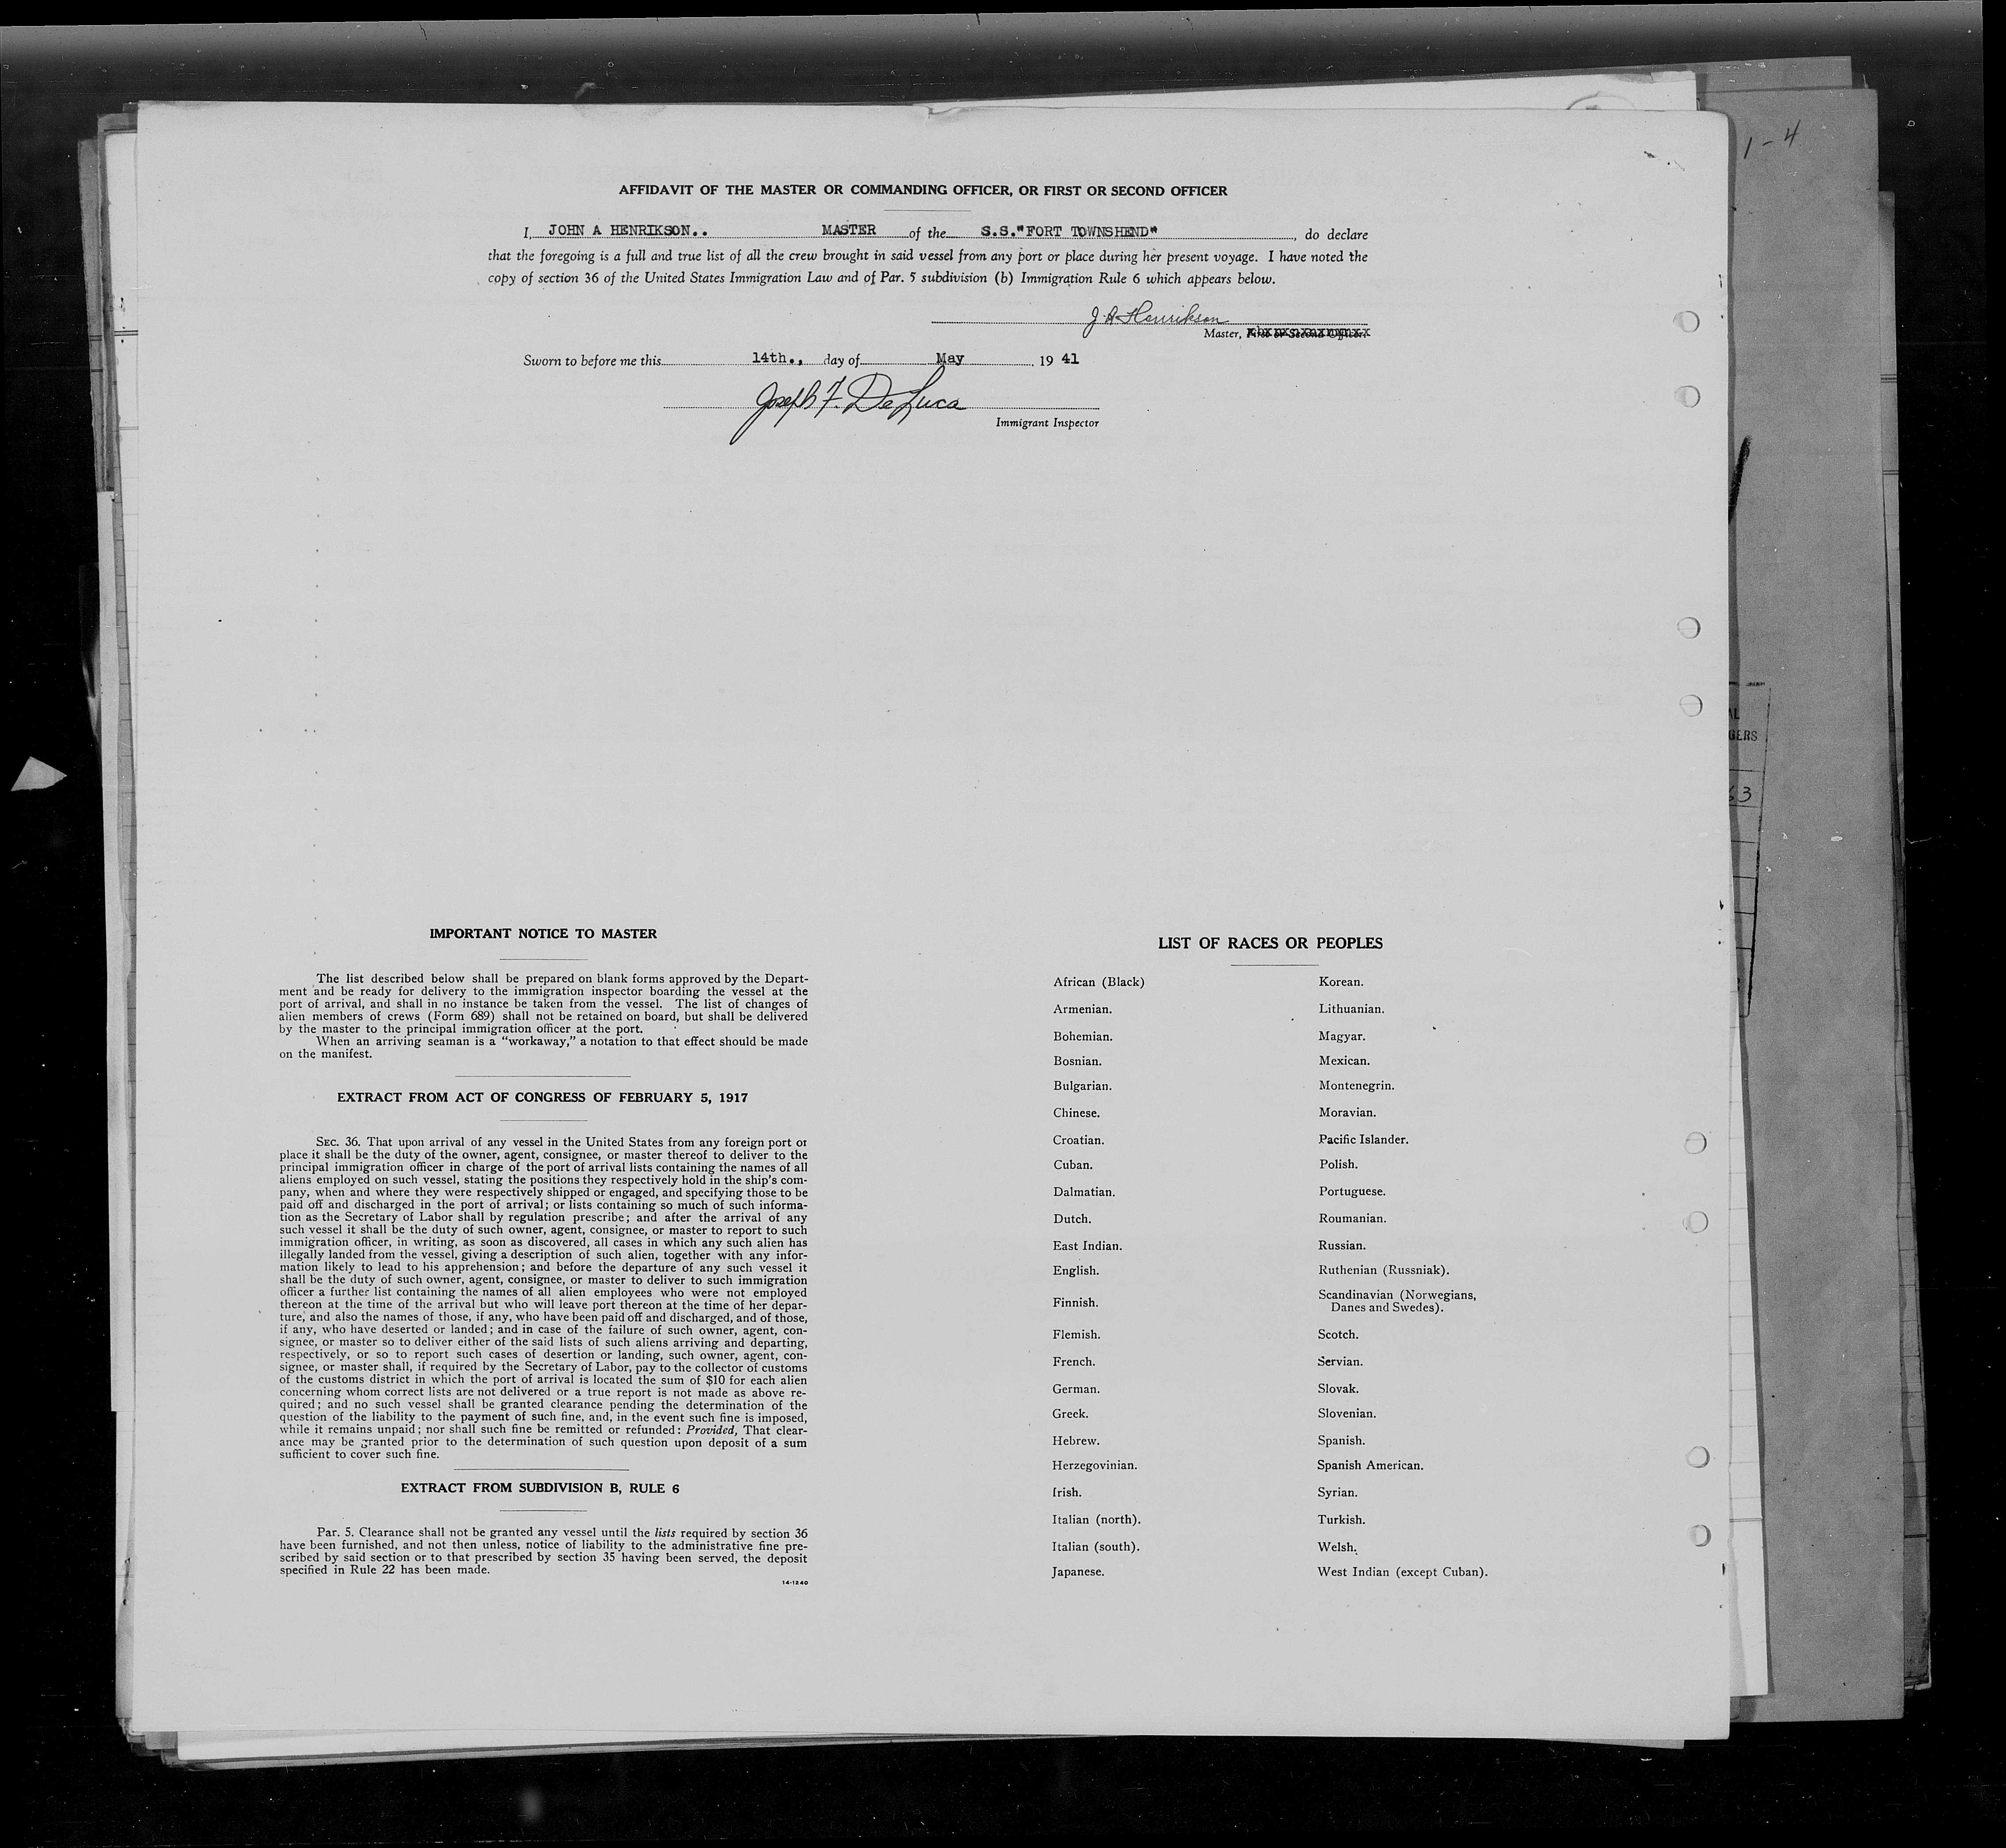 1-4
AFFIDAVIT OF THE MASTER OR COMMANDING OFFICER, OR FIRST OR SECOND OFFICER
I, JOHN A HENRIKSON.. MASTER of the S.S."FORT TOWNSHEND", do declare
that the foregoing is a full and true list of all the crew brought in said vessel from any port or place during her present voyage. I have noted the
copy of section 36 of the United States Immigration Law and of Par. 5 subdivision (b) Immigration Rule 6 which appears below.
J. A. Henrikson
Master, First or Second Officer.
Sworn to before me this 14th., day of May, 19 41
Joseph F. De Luca
Immigrant Inspector
GERS
63
IMPORTANT NOTICE TO MASTER
The list described below shall be prepared on blank forms approved by the Depart-
ment and be ready for delivery to the immigration inspector boarding the vessel at the
port of arrival, and shall in no instance be taken from the vessel. The list of changes of
alien members of crews (Form 689) shall not be retained on board, but shall be delivered
by the master to the principal immigration officer at the port.
When an arriving seaman is a "workaway," a notation to that effect should be made
on the manifest.
EXTRACT FROM ACT OF CONGRESS OF FEBRUARY 5, 1917
SEC. 36. That upon arrival of any vessel in the United States from any foreign port or
place it shall be the duty of the owner, agent, consignee, or master thereof to deliver to the
principal immigration officer in charge of the port of arrival lists containing the names of all
aliens employed on such vessel, stating the positions they respectively hold in the ship's com-
pany, when and where they were respectively shipped or engaged, and specifying those to be
paid off and discharged in the port of arrival; or lists containing so much of such informa-
tion as the Secretary of Labor shall by regulation prescribe; and after the arrival of any
such vessel it shall be the duty of such owner, agent, consignee, or master to report to such
immigration officer, in writing, as soon as discovered, all cases in which any such alien has
illegally landed from the vessel, giving a description of such alien, together with any infor-
mation likely to lead to his apprehension; and before the departure of any such vessel it
shall be the duty of such owner, agent, consignee, or master to deliver to such immigration
officer a further list containing the names of all alien employees who were not employed
thereon at the time of the arrival but who will leave port thereon at the time of her depar-
ture, and also the names of those, if any, who have been paid off and discharged, and of those,
if any, who have deserted or landed; and in case of the failure of such owner, agent, con-
signee, or master so to deliver either of the said lists of such aliens arriving and departing,
respectively, or so to report such cases of desertion or landing, such owner, agent, con-
signee, or master shall, if required by the Secretary of Labor, pay to the collector of customs
of the customs district in which the port of arrival is located the sum of $10 for each alien
concerning whom correct lists are not delivered or a true report is not made as above re-
quired; and no such vessel shall be granted clearance pending the determination of the
question of the liability to the payment of such fine, and, in the event such fine is imposed,
while it remains unpaid; nor shall such fine be remitted or refunded: Provided, That clear-
ance may be granted prior to the determination of such question upon deposit of a sum
sufficient to cover such fine.
EXTRACT FROM SUBDIVISION B, RULE 6
Par. 5. Clearance shall not be granted any vessel until the lists required by section 36
have been furnished, and not then unless, notice of liability to the administrative fine pre-
scribed by said section or to that prescribed by section 35 having been served, the deposit
specified in Rule 22 has been made.
14-1240
LIST OF RACES OR PEOPLES
African (Black) Korean.
Armenian. Lithuanian.
Bohemian. Magyar.
Bosnian. Mexican.
Bulgarian. Montenegrin.
Chinese. Moravian.
Croatian. Pacific Islander.
Cuban. Polish.
Dalmatian. Portuguese.
Dutch. Roumanian.
East Indian. Russian.
English. Ruthenian (Russniak).
Finnish. Scandinavian (Norwegians,
Danes and Swedes).
Flemish. Scotch.
French. Servian.
German. Slovak.
Greek. Slovenian.
Hebrew. Spanish.
Herzegovinian. Spanish American.
Irish. Syrian.
Italian (north). Turkish.
Italian (south). Welsh.
Japanese. West Indian (except Cuban).